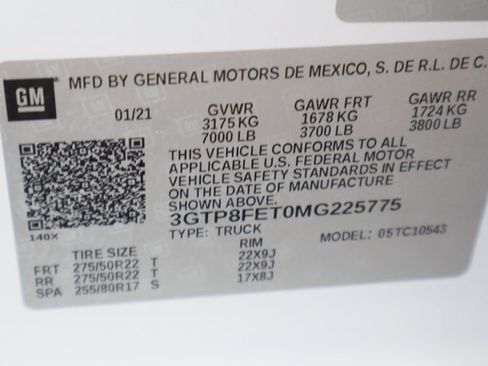 MFD BY GENERAL MOTORS DE MEXICO, S. DE R.L. DE C.
GM
01/21 GVWR GAWR FRT GAWR RR
3175 KG 1678 KG 1724 KG
7000 LB 3700 LB 3800 LB
THIS VEHICLE CONFORMS TO ALL
APPLICABLE U.S. FEDERAL MOTOR
VEHICLE SAFETY STANDARDS IN EFFECT
ON THE DATE OF MANUFACTURE
SHOWN ABOVE.
3GTP8FET0MG225775
TYPE: TRUCK MODEL: 05TC10543
140X
TIRE SIZE RIM
FRT 275/50R22 T 22X9J
RR 275/50R22 T 22X9J
SPA 255/80R17 S 17X8J